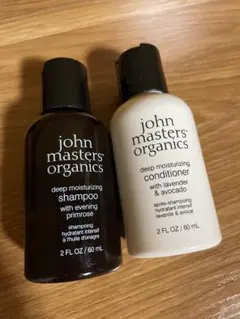 john
masters®
organics
deep moisturizing
shampoo
with evening
primrose
shampooing
hydratant intensif
à l'huile d'onagre
2 FL OZ / 60 mL
john
masters®
organics
deep moisturizing
conditioner
with lavender
& avocado
après-shampooing
hydratant intensif
lavande & avocat
2 FL OZ / 60 mL